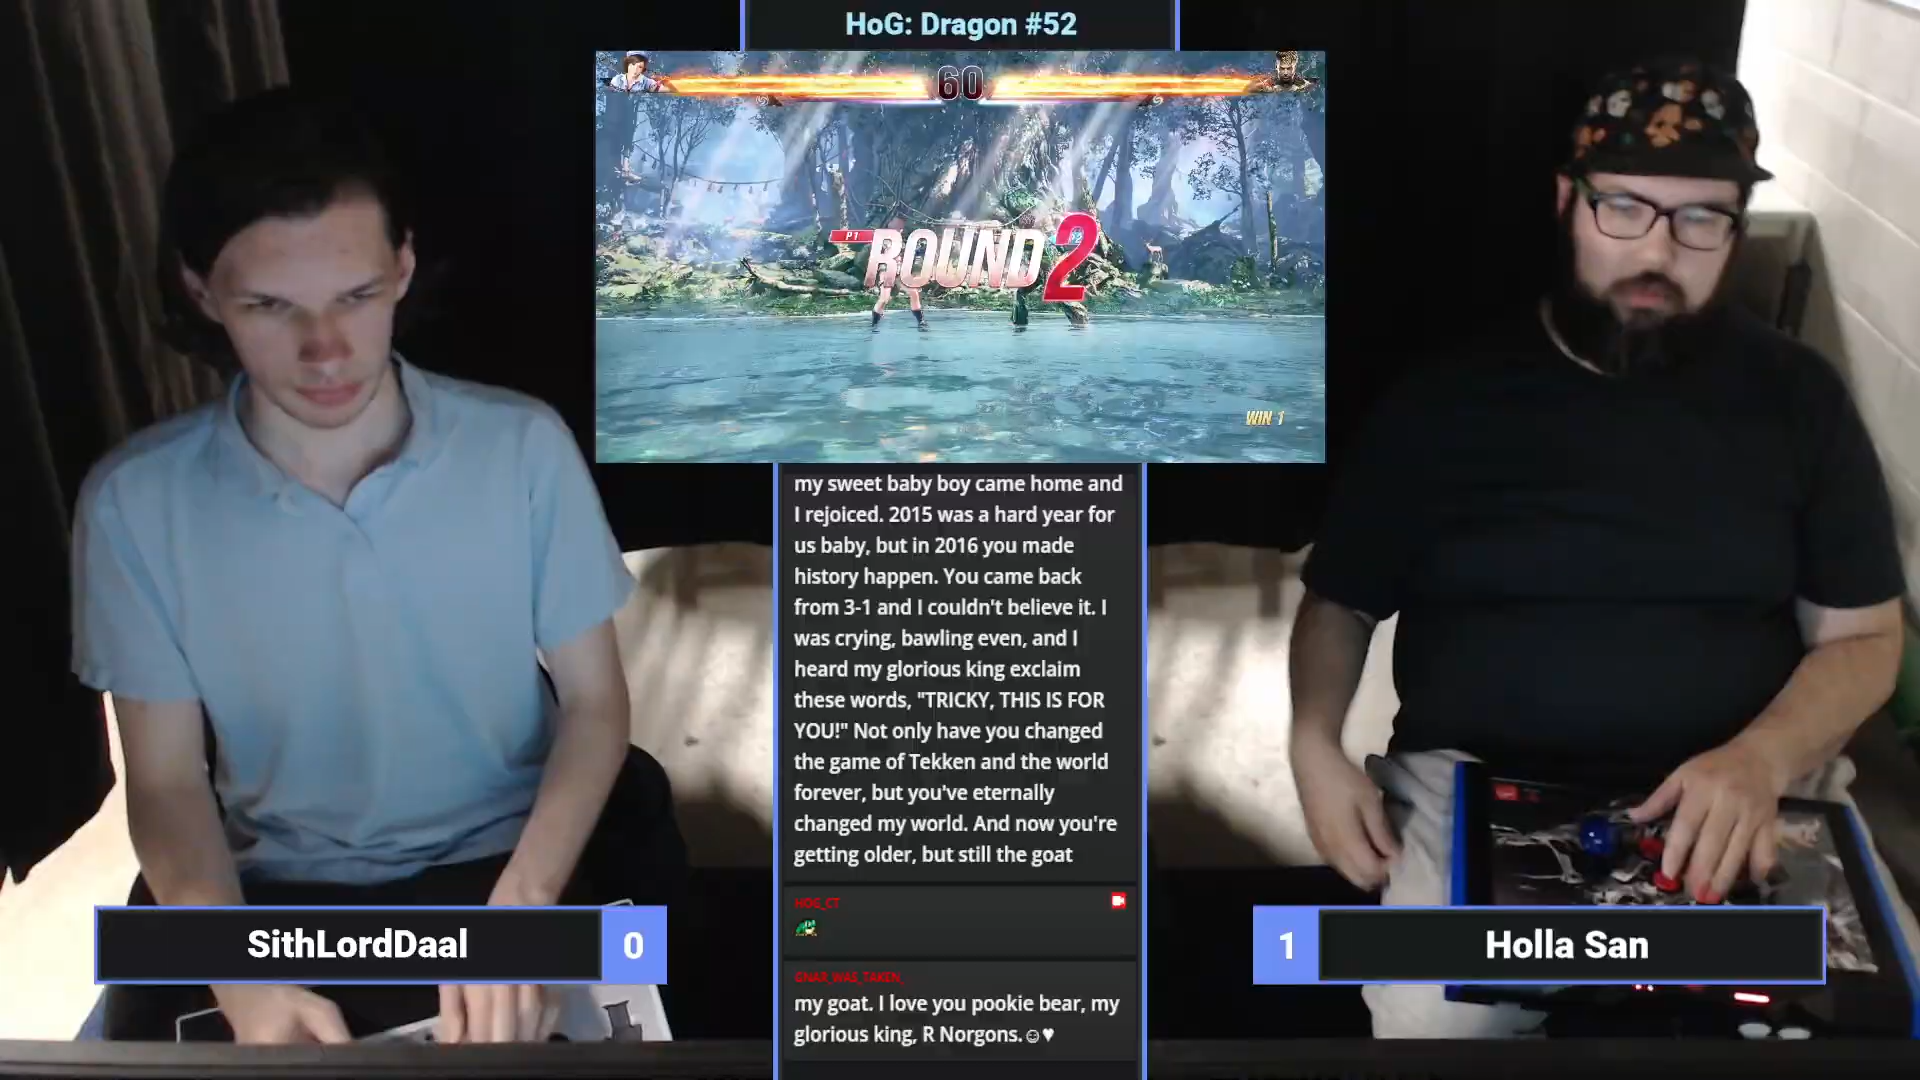 HoG: Dragon #52
60
P1
ROUND 2
WIN 1
my sweet baby boy came home and
I rejoiced. 2015 was a hard year for
us baby, but in 2016 you made
history happen. You came back
from 3-1 and I couldn't believe it. I
was crying, bawling even, and I
heard my glorious king exclaim
these words, "TRICKY, THIS IS FOR
YOU!" Not only have you changed
the game of Tekken and the world
forever, but you've eternally
changed my world. And now you're
getting older, but still the goat
HOG_CT
GNAR_WAS_TAKEN_
my goat. I love you pookie bear, my
glorious king, R Norgons.☺♥
SithLordDaal
0
1
Holla San